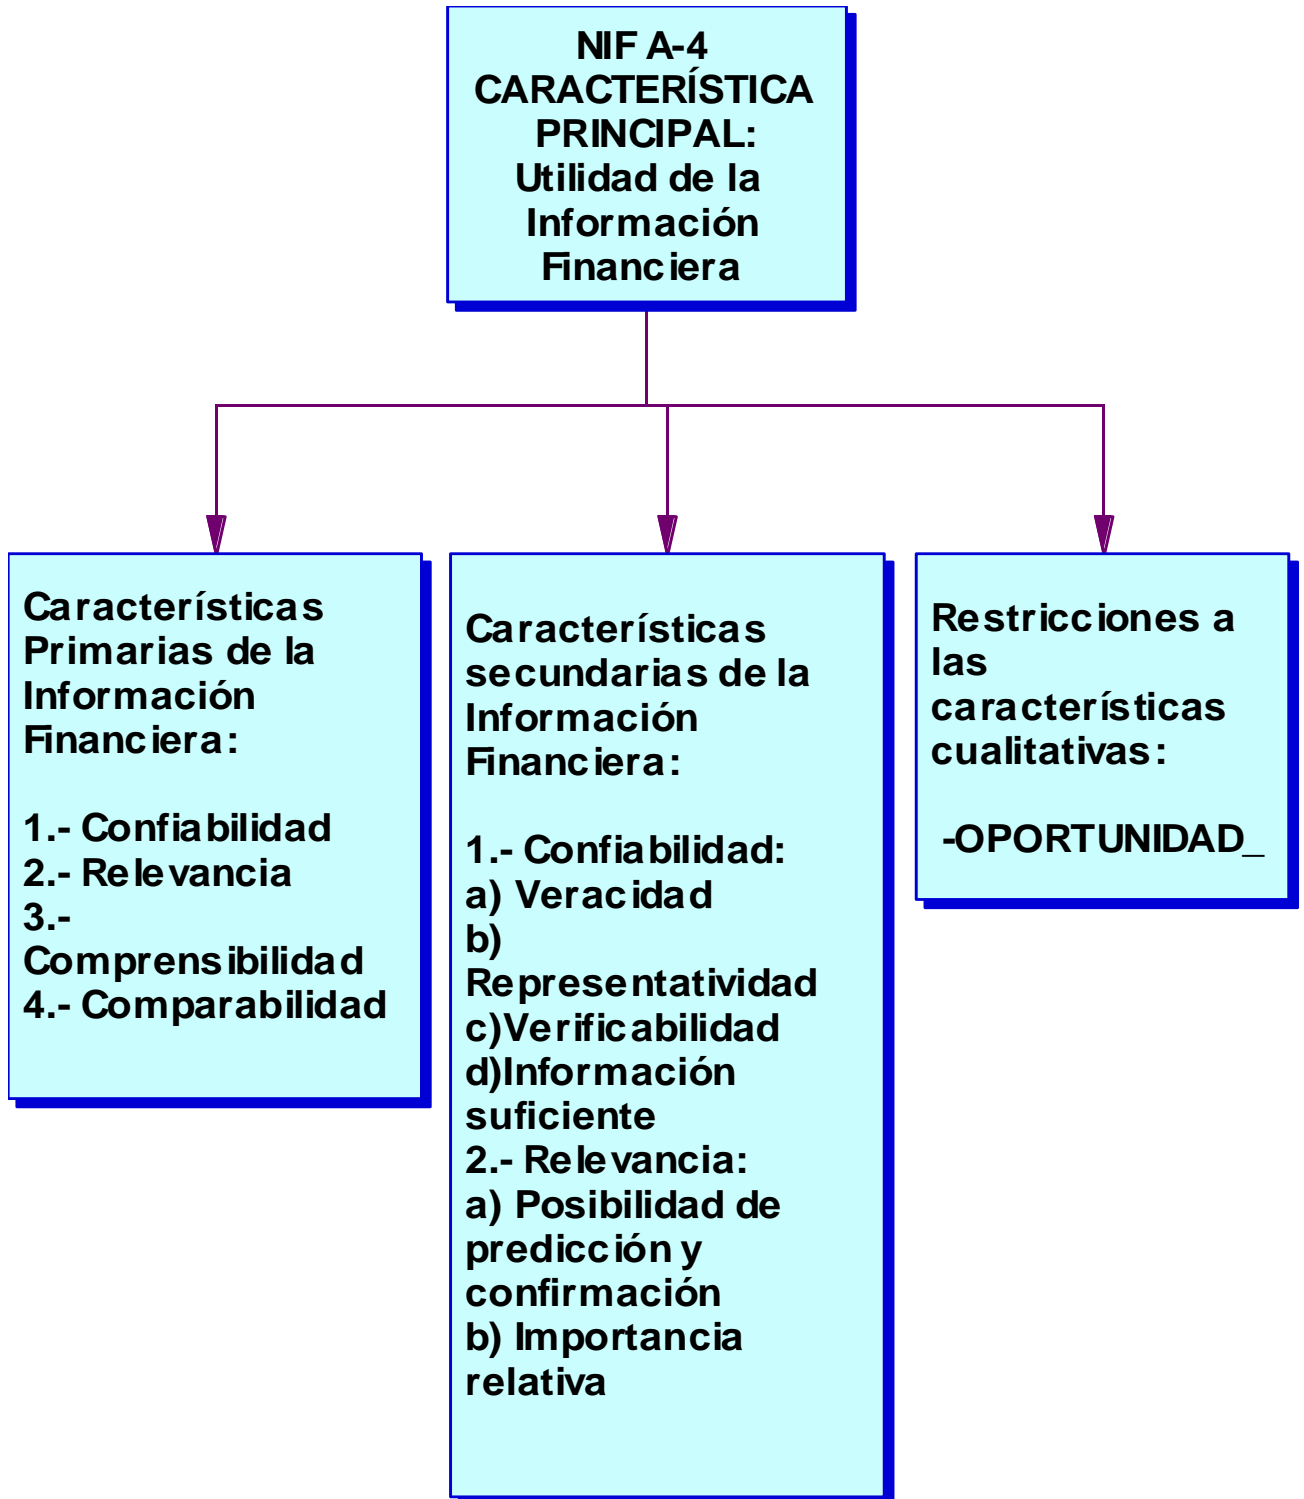 NIF A-4
CARACTERÍSTICA
PRINCIPAL:
Utilidad de la
Información
Financiera
Características
Primarias de la
Información
Financiera:
1.- Confiabilidad
2.- Relevancia
3.-
Comprensibilidad
4.- Comparabilidad
Características
secundarias de la
Información
Financiera:
1.- Confiabilidad:
a) Veracidad
b)
Representatividad
c)Verificabilidad
d)Información
suficiente
2.- Relevancia:
a) Posibilidad de
predicción y
confirmación
b) Importancia
relativa
Restricciones a
las
características
cualitativas:
-OPORTUNIDAD_